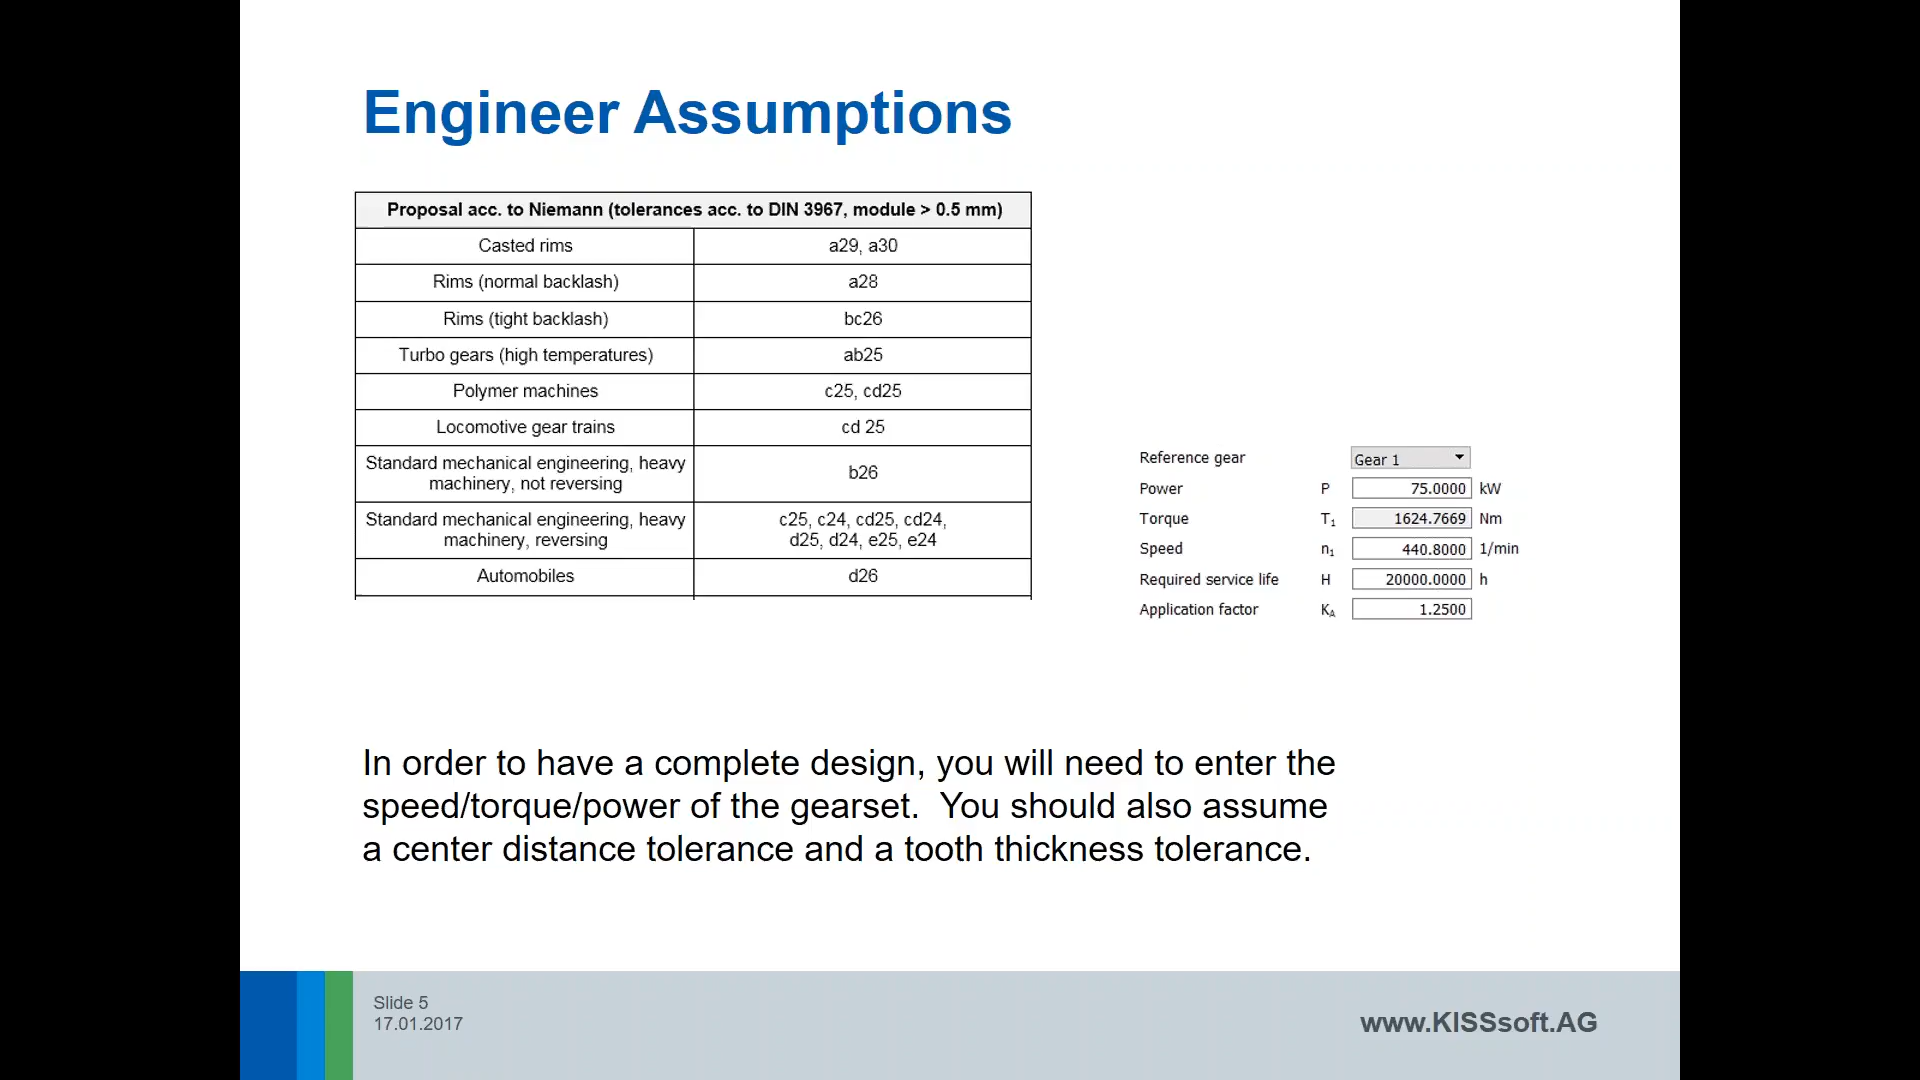 Engineer Assumptions
Proposal acc. to Niemann (tolerances acc. to DIN 3967, module > 0.5 mm)
Casted rims a29, a30
Rims (normal backlash) a28
Rims (tight backlash) bc26
Turbo gears (high temperatures) ab25
Polymer machines c25, cd25
Locomotive gear trains cd 25
Standard mechanical engineering, heavy
machinery, not reversing
b26
Standard mechanical engineering, heavy
machinery, reversing
c25, c24, cd25, cd24,
d25, d24, e25, e24
Automobiles d26
Reference gear Gear 1
Power P 75.0000 kW
Torque T₁ 1624.7669 Nm
Speed n₁ 440.8000 1/min
Required service life H 20000.0000 h
Application factor KA 1.2500
In order to have a complete design, you will need to enter the
speed/torque/power of the gearset.  You should also assume
a center distance tolerance and a tooth thickness tolerance.
Slide 5
17.01.2017
www.KISSsoft.AG